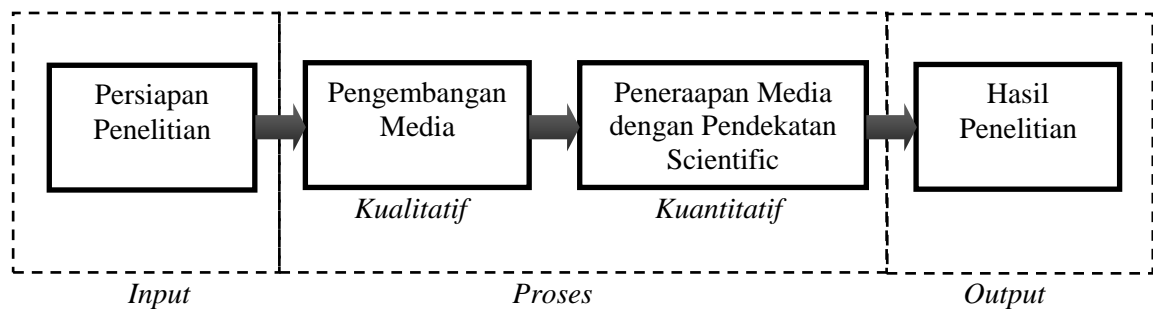 Persiapan
Penelitian
Pengembangan
Media
Peneraapan Media
dengan Pendekatan
Scientific
Hasil
Penelitian
Kualitatif
Kuantitatif
Input
Proses
Output